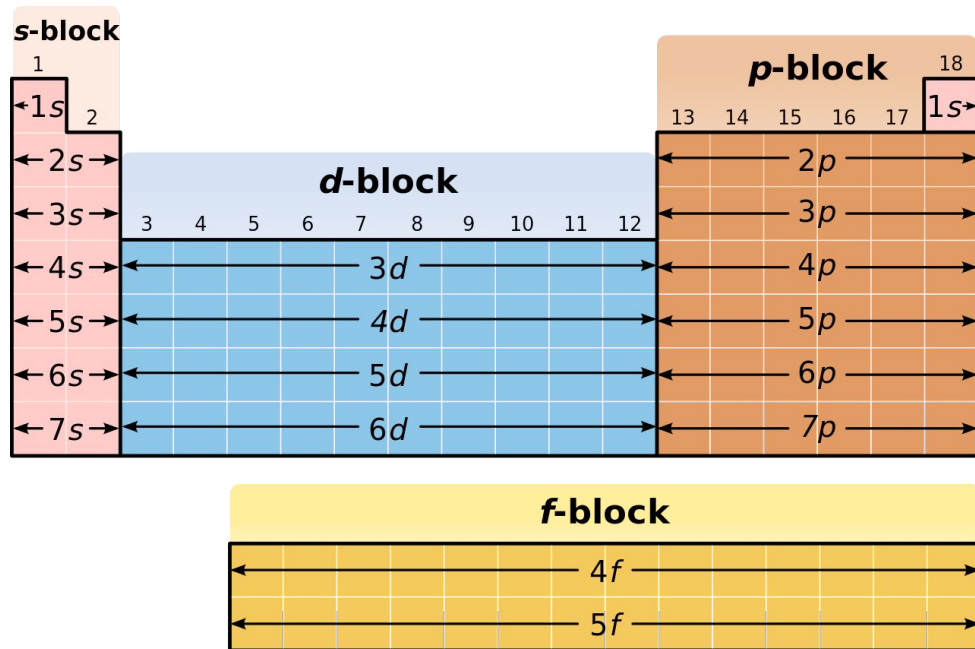 s-block
1
18
p-block
1s
2
13 14 15 16 17
1s
2s
d-block
2p
3s
3 4 5 6 7 8 9 10 11 12
3p
4s
3d
4p
5s
4d
5p
6s
5d
6p
7s
6d
7p
f-block
4f
5f